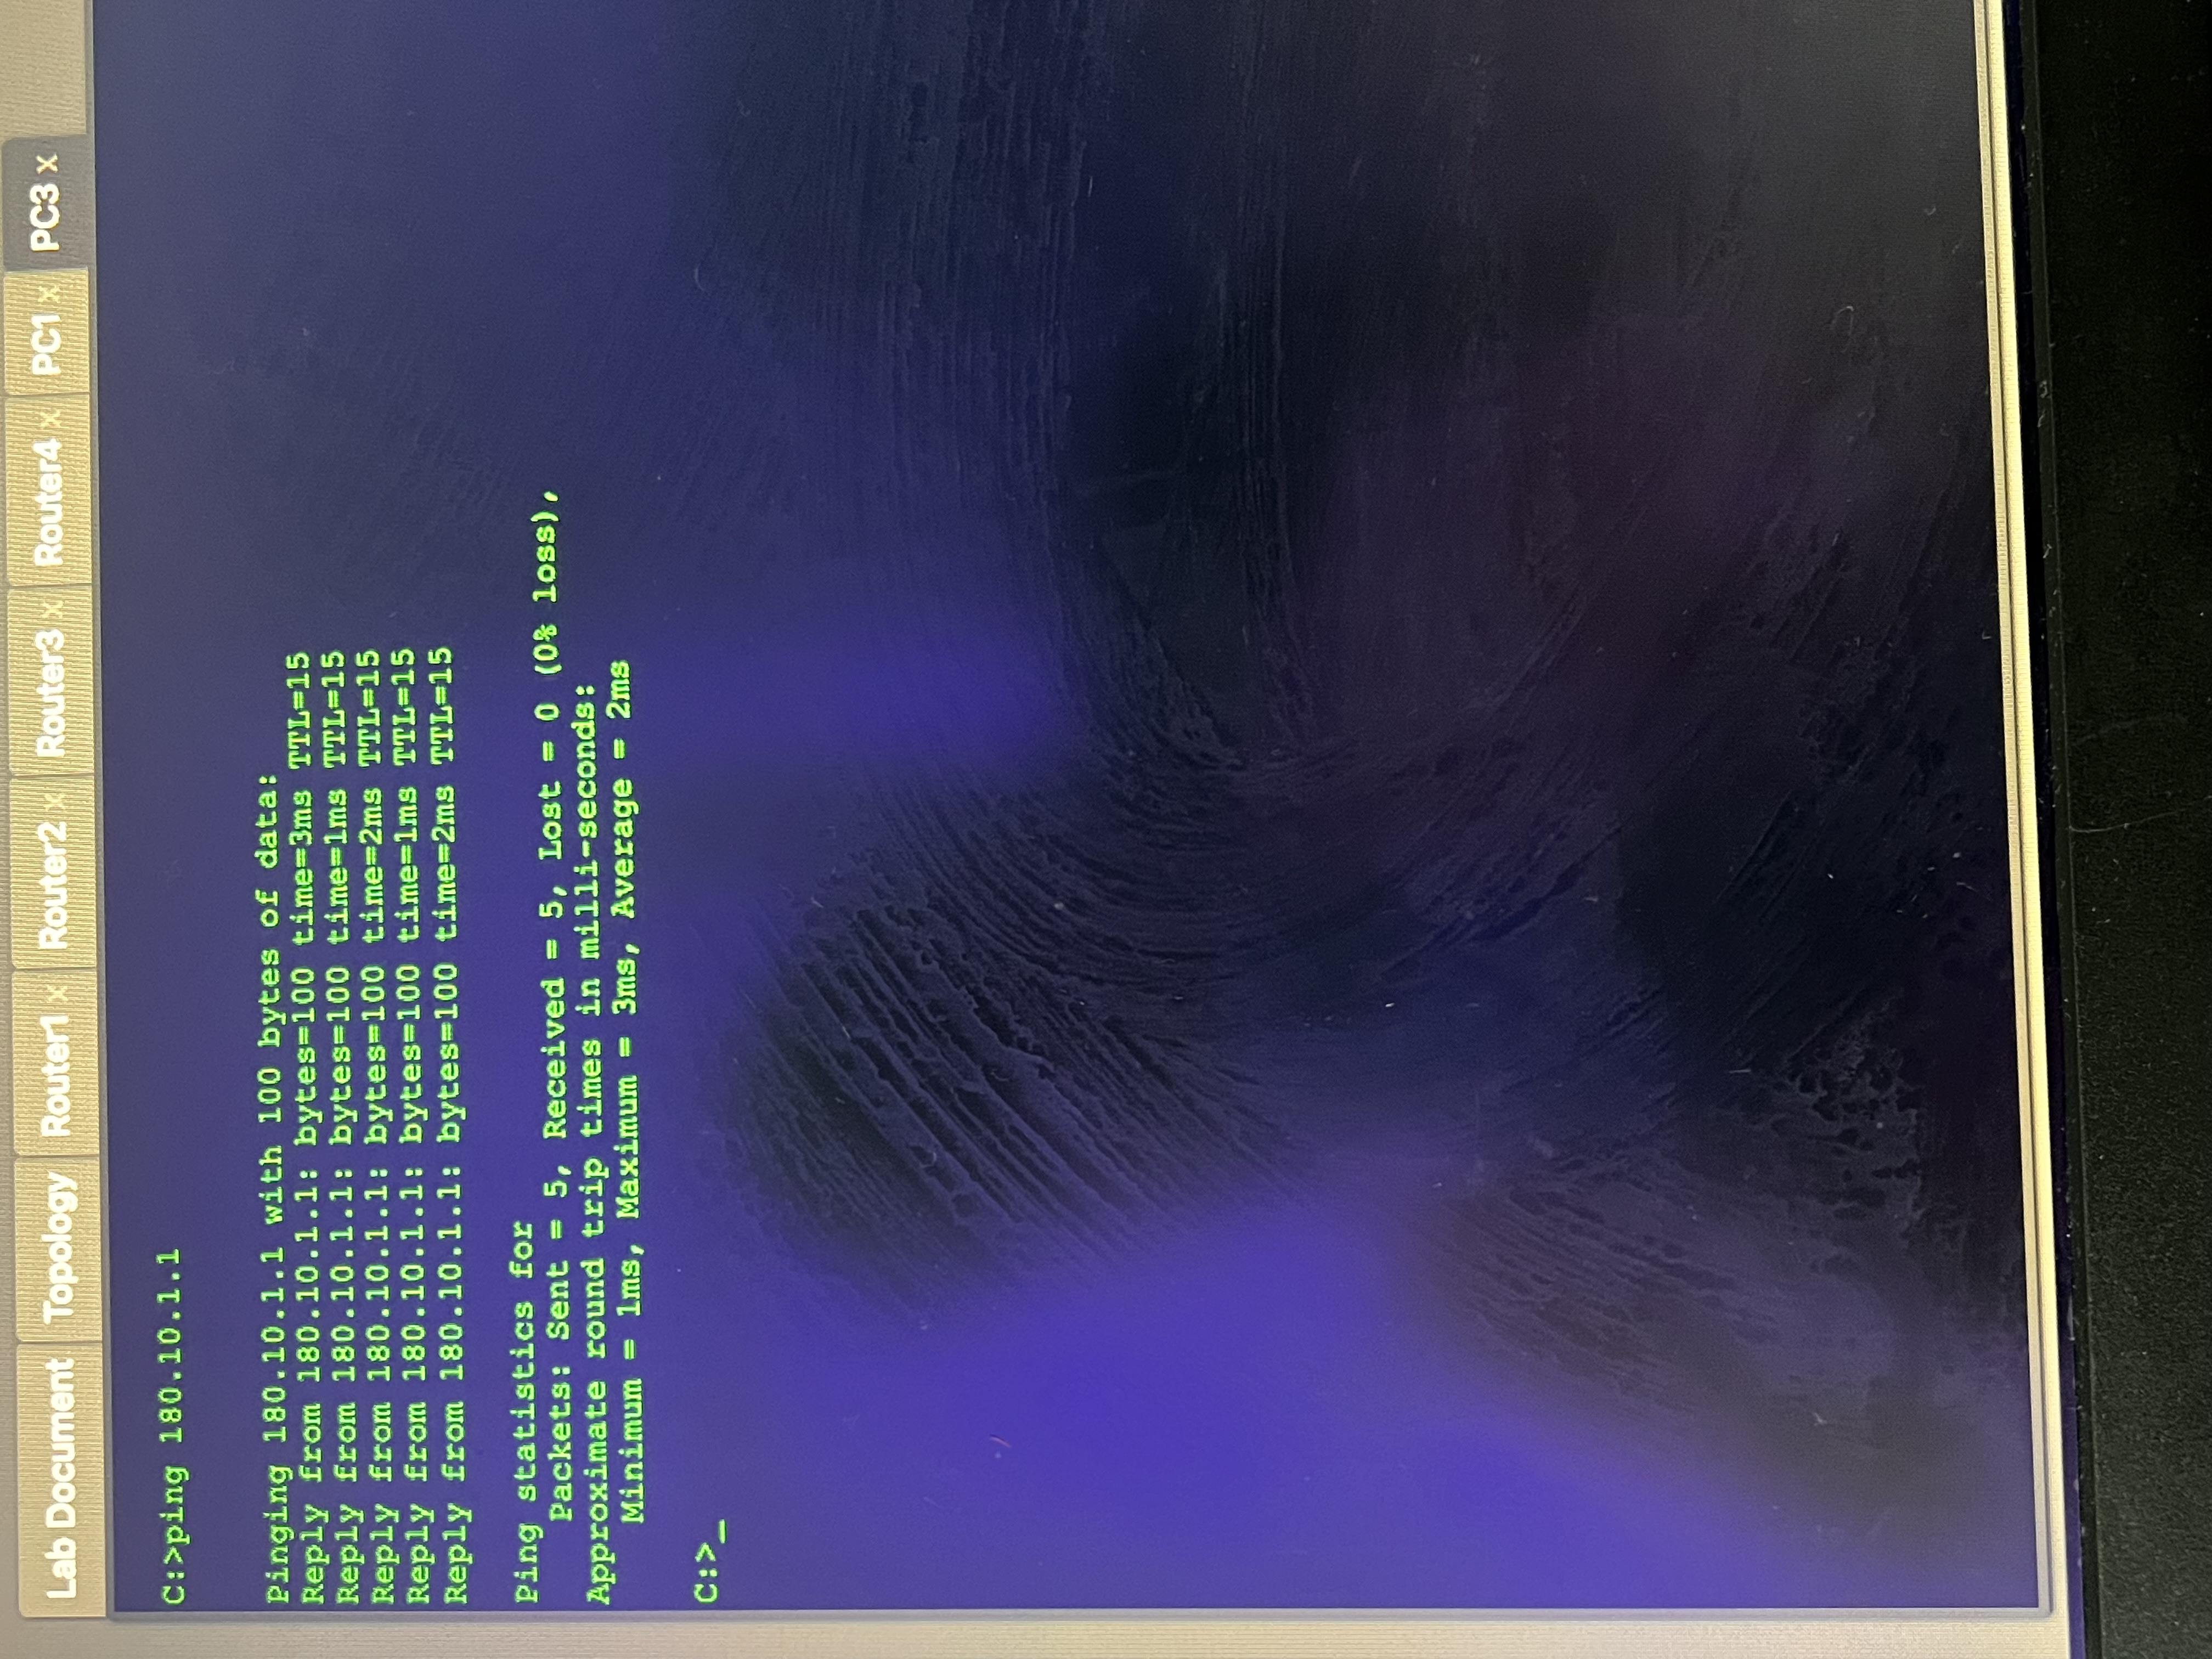 Lab Document Topology Router1 x Router2 x Router3 x Router4 x PC1 x PC3 x
C:>ping 180.10.1.1
Pinging 180.10.1.1 with 100 bytes of data:
Reply from 180.10.1.1: bytes=100 time=3ms TTL=15
Reply from 180.10.1.1: bytes=100 time=1ms TTL=15
Reply from 180.10.1.1: bytes=100 time=2ms TTL=15
Reply from 180.10.1.1: bytes=100 time=1ms TTL=15
Reply from 180.10.1.1: bytes=100 time=2ms TTL=15
Ping statistics for
Packets: Sent = 5, Received = 5, Lost = 0 (0% loss),
Approximate round trip times in milli-seconds:
Minimum = 1ms, Maximum = 3ms, Average = 2ms
C:>_